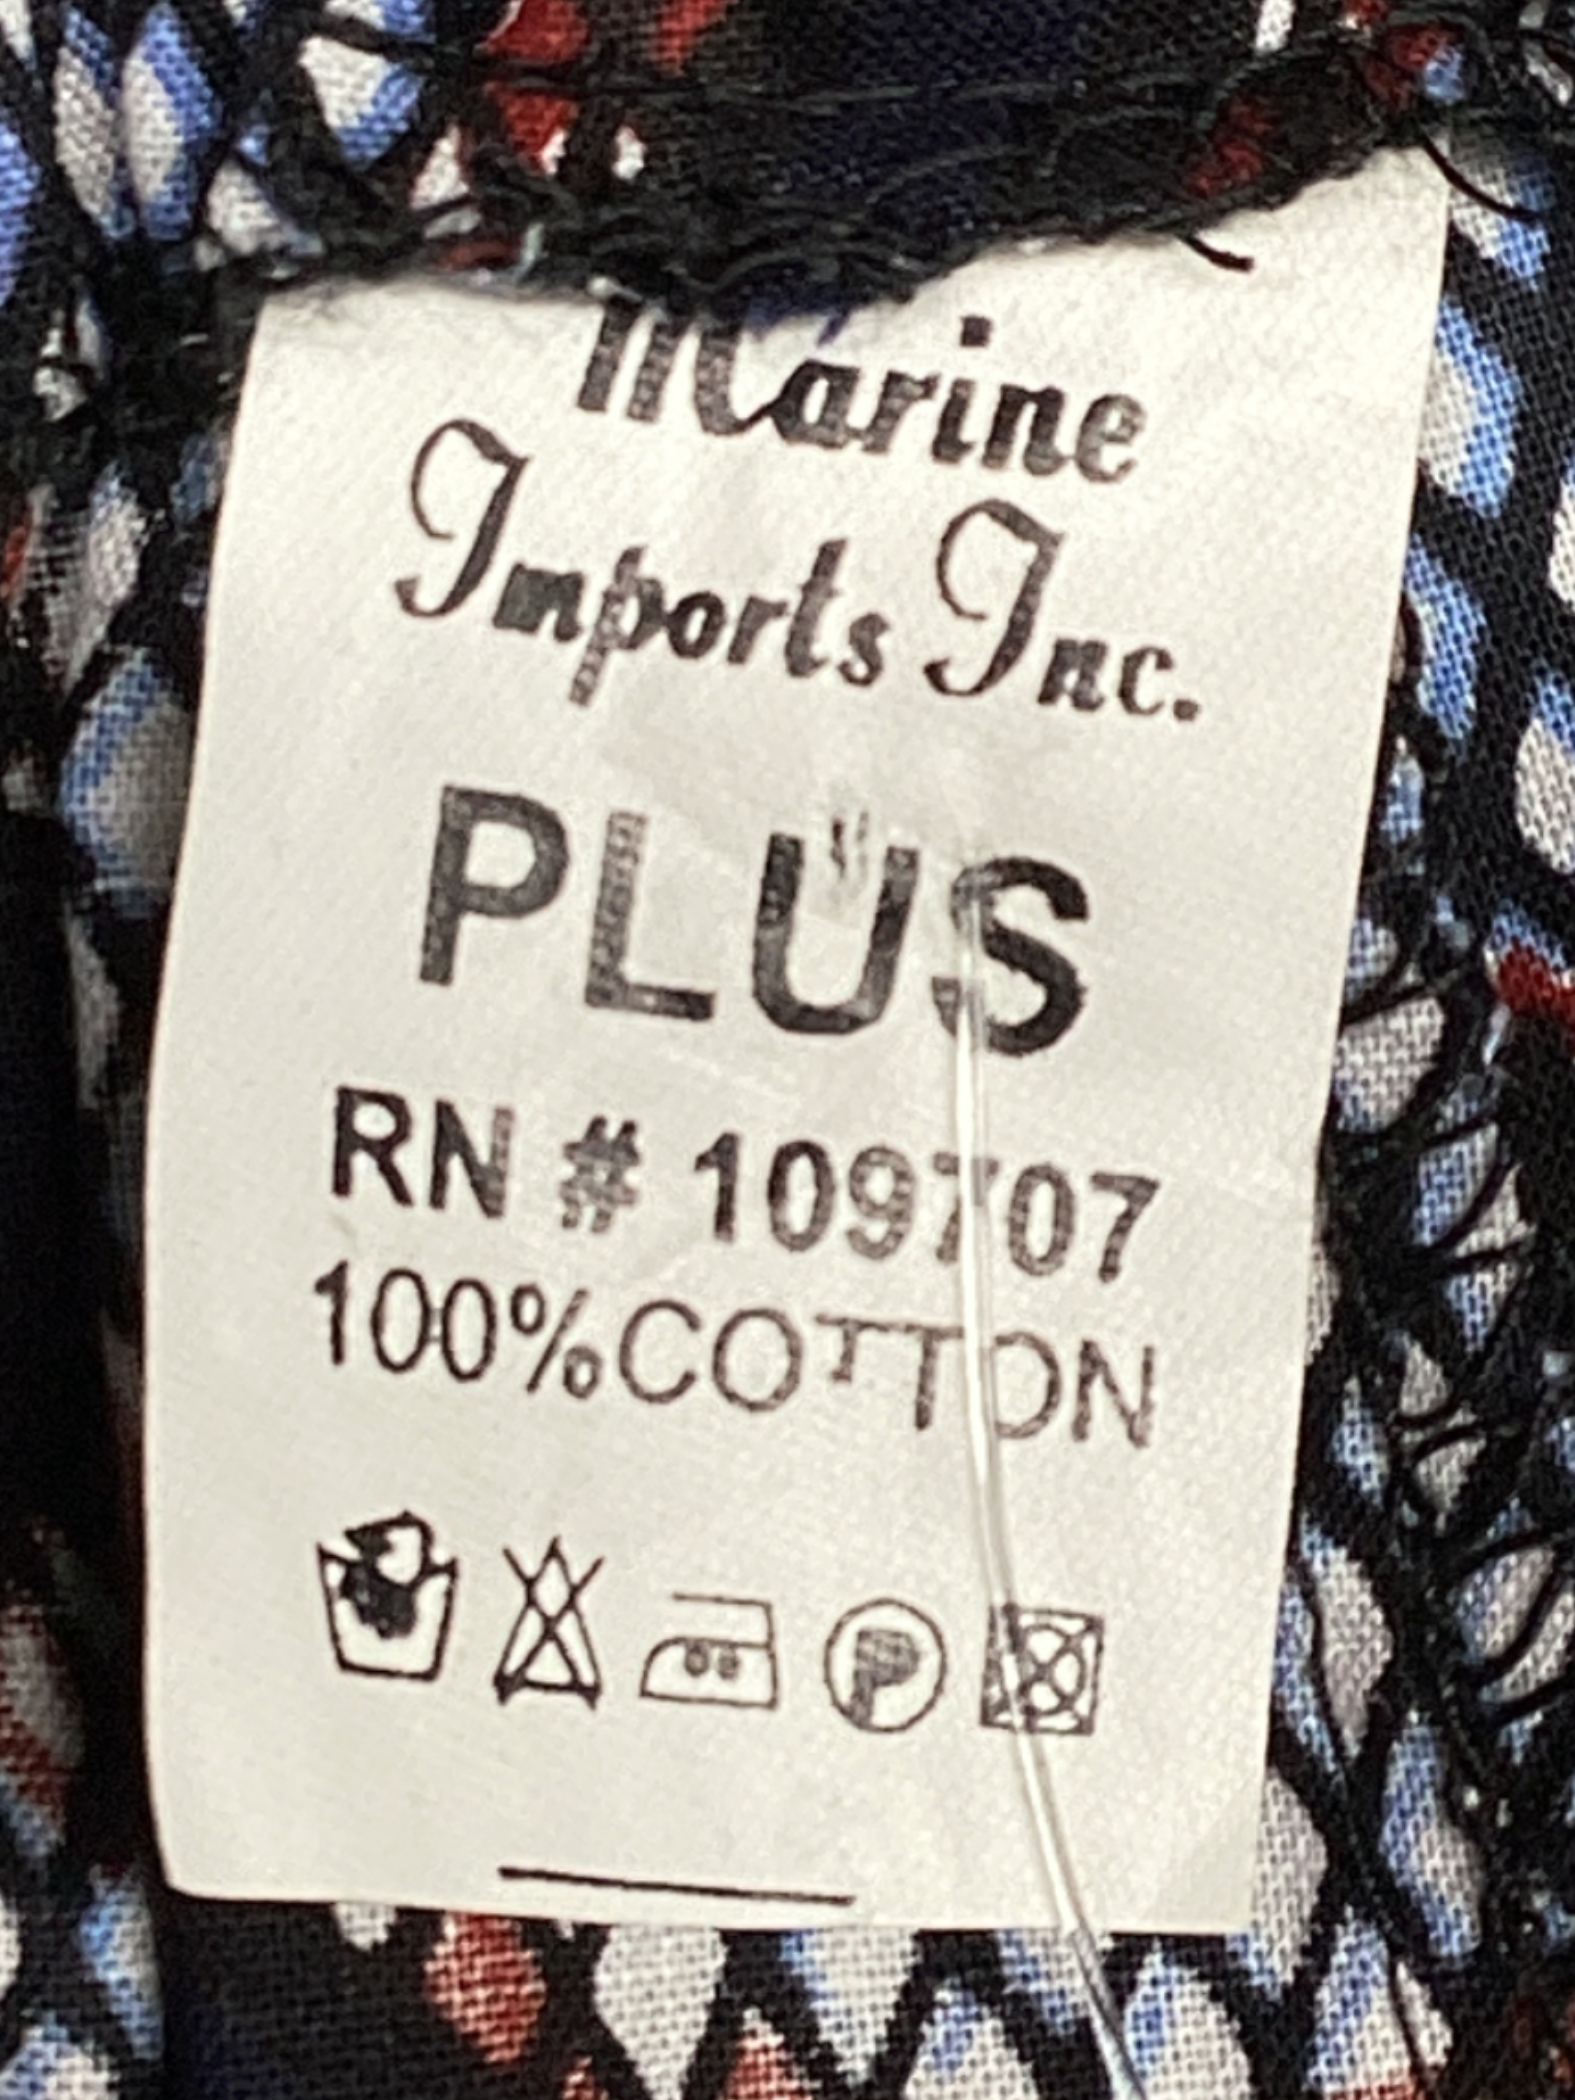 Marine
Imports Inc.
PLUS
RN # 109707
100%COTTON
P